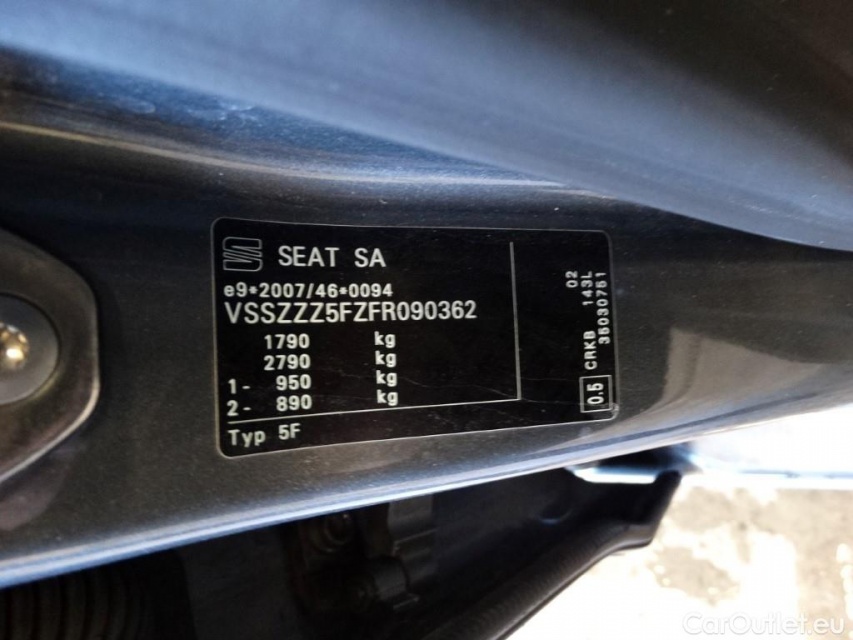 SEAT SA
e9*2007/46*0094
VSSZZZ5FZFR090362
1790 kg
2790 kg
1- 950 kg
2- 890 kg
Typ 5F
02
0.5 CRKB 143L
35030751
CarOutlet.eu